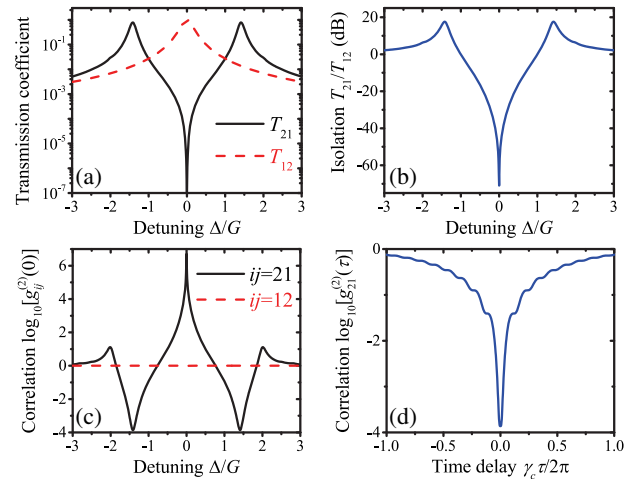 Transmission coefficient
10⁻¹
10⁻³
10⁻⁵
10⁻⁷
T₂₁
T₁₂
(a)
-3 -2 -1 0 1 2 3
Detuning Δ/G
Isolation T₂₁/T₁₂ (dB)
20
0
-20
-40
-60
(b)
-3 -2 -1 0 1 2 3
Detuning Δ/G
Correlation log₁₀[g_ij^(2)(0)]
6
4
2
0
-2
-4
ij=21
ij=12
(c)
-3 -2 -1 0 1 2 3
Detuning Δ/G
Correlation log₁₀[g₂₁^(2)(τ)]
0
-2
-4
(d)
-1.0 -0.5 0.0 0.5 1.0
Time delay γ_cτ/2π